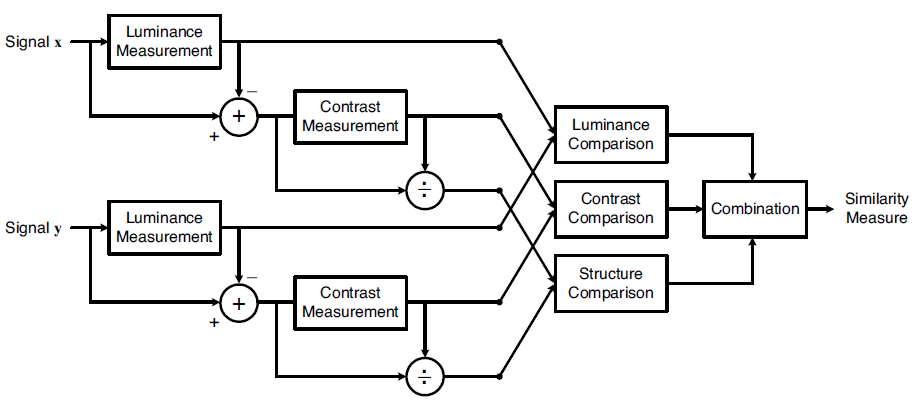 Signal x
Luminance
Measurement
−
+
+
Contrast
Measurement
÷
Luminance
Comparison
Signal y
Luminance
Measurement
−
+
+
Contrast
Measurement
÷
Contrast
Comparison
Structure
Comparison
Combination
Similarity
Measure